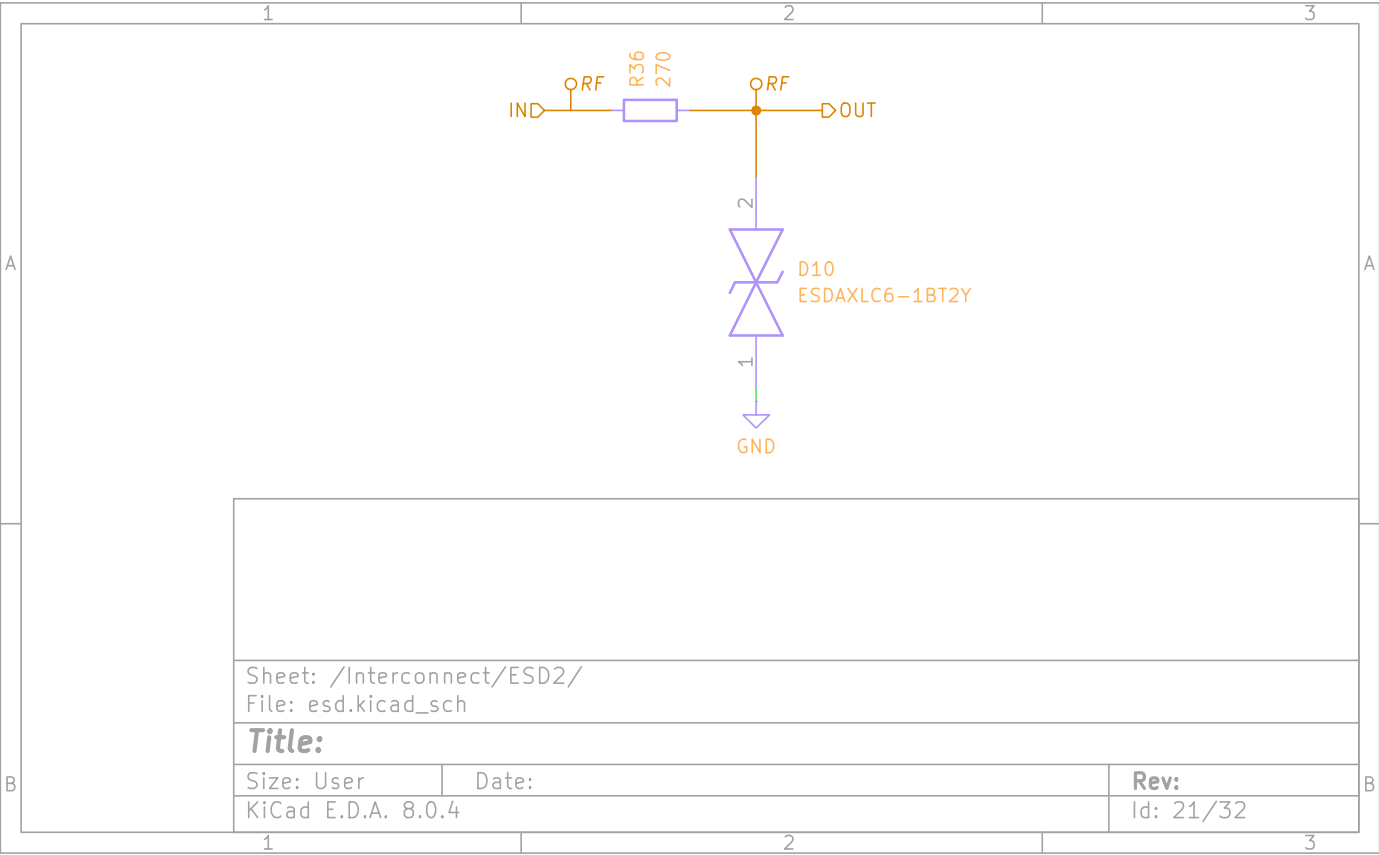 1 2 3
R36
270
RF RF
IN OUT
2
A A
D10
ESDAXLC6-1BT2Y
1
GND
Sheet: /Interconnect/ESD2/
File: esd.kicad_sch
Title:
Size: User Date: Rev:
B B
KiCad E.D.A. 8.0.4 Id: 21/32
1 2 3